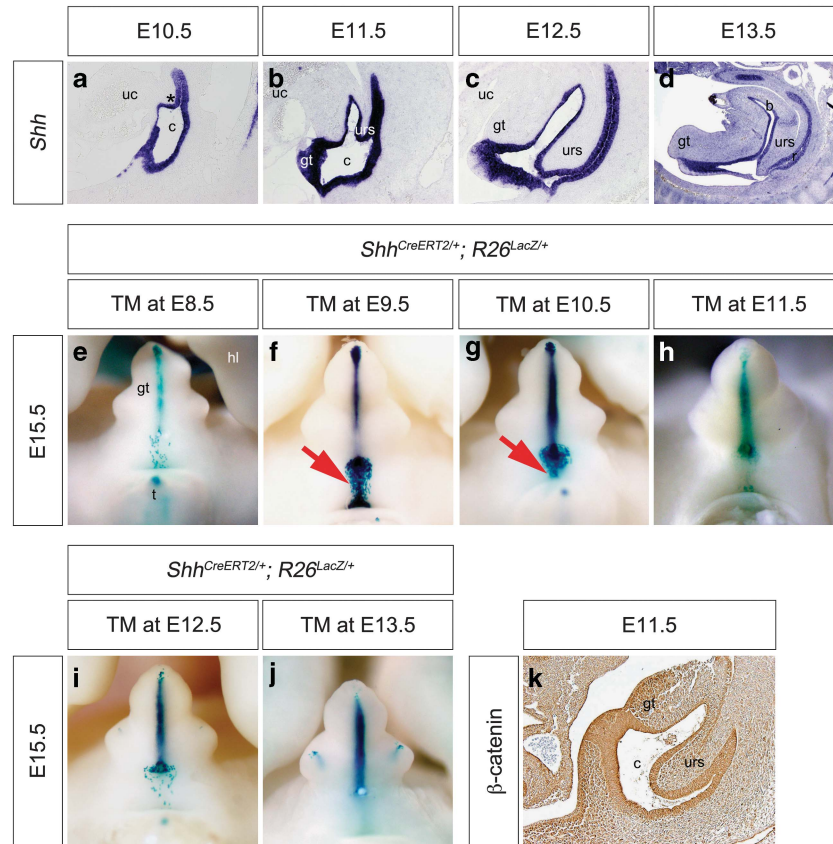 E10.5 E11.5 E12.5 E13.5
Shh
a uc * c
b uc urs gt c
c uc gt urs
d b gt urs r
Shh^CreERT2/+; R26^LacZ/+
TM at E8.5 TM at E9.5 TM at E10.5 TM at E11.5
E15.5
e hl gt t
f
g
h
Shh^CreERT2/+; R26^LacZ/+
TM at E12.5 TM at E13.5
E15.5
i
j
E11.5
β-catenin
k gt c urs